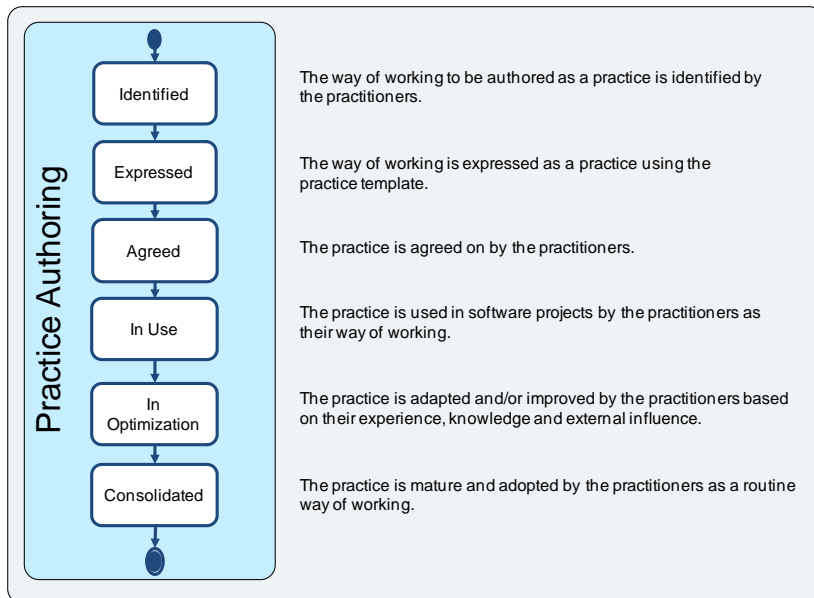 Practice Authoring
Identified
The way of working to be authored as a practice is identified by
the practitioners.
Expressed
The way of working is expressed as a practice using the
practice template.
Agreed
The practice is agreed on by the practitioners.
In Use
The practice is used in software projects by the practitioners as
their way of working.
In
Optimization
The practice is adapted and/or improved by the practitioners based
on their experience, knowledge and external influence.
Consolidated
The practice is mature and adopted by the practitioners as a routine
way of working.